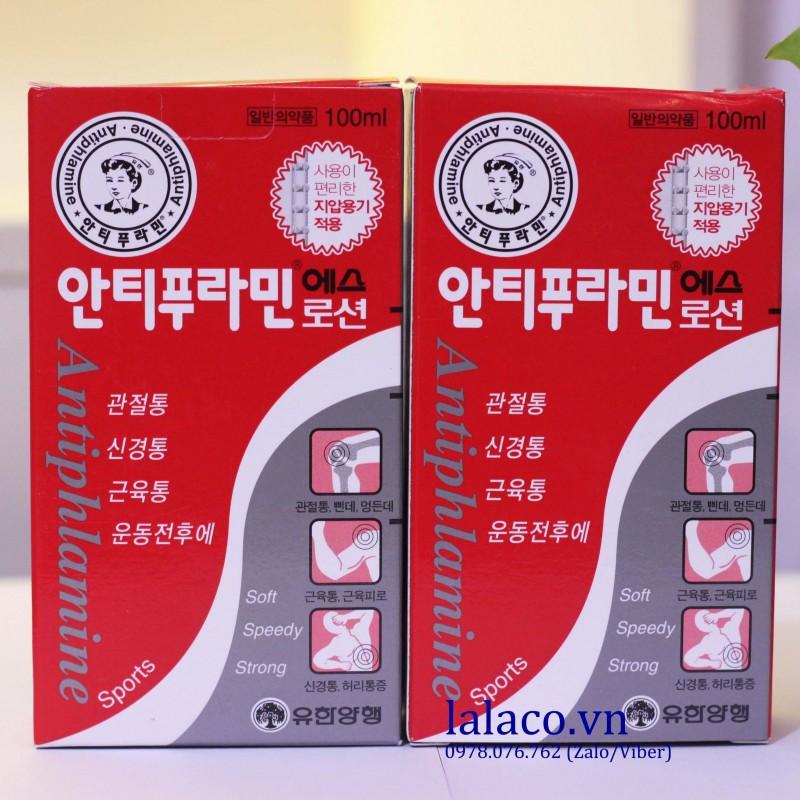 Antiphlamine · Antiphlamine
안티푸라민®
일반의약품 100ml
사용이
편리한
지압용기
적용
안티푸라민® 에스
로션
Antiphlamine
Sports
관절통
신경통
근육통
운동전후에
관절통, 삔데, 멍든데
Soft
근육통, 근육피로
Speedy
Strong
신경통, 허리통증
유한양행
Antiphlamine · Antiphlamine
안티푸라민®
일반의약품 100ml
사용이
편리한
지압용기
적용
안티푸라민® 에스
로션
Antiphlamine
Sports
관절통
신경통
근육통
운동전후에
관절통, 삔데, 멍든데
Soft
근육통, 근육피로
Speedy
Strong
신경통, 허리통증
유한양행
lalaco.vn
0978.076.762 (Zalo/Viber)